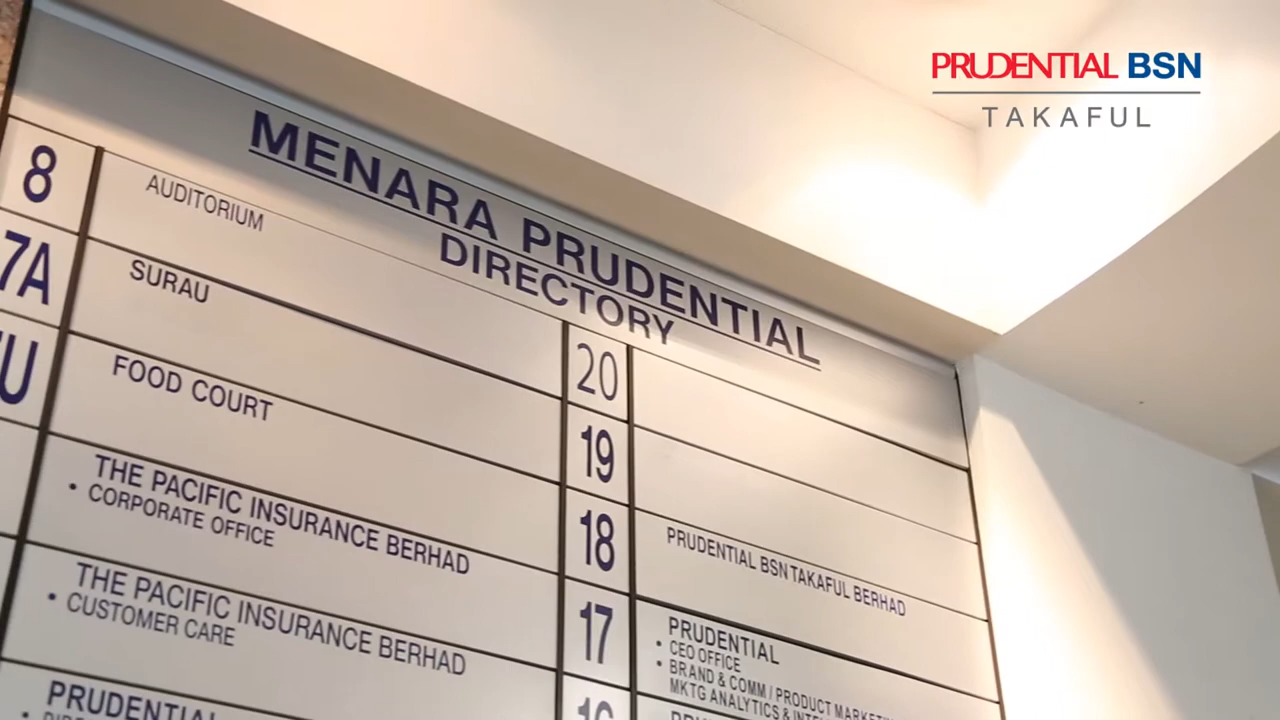 PRUDENTIAL BSN
TAKAFUL
MENARA PRUDENTIAL
DIRECTORY
8 AUDITORIUM
7A SURAU
FOOD COURT
THE PACIFIC INSURANCE BERHAD
• CORPORATE OFFICE
THE PACIFIC INSURANCE BERHAD
• CUSTOMER CARE
PRUDENTIAL
20
19
18 PRUDENTIAL BSN TAKAFUL BERHAD
17 PRUDENTIAL
• CEO OFFICE
• BRAND & COMM / PRODUCT
MKTG ANALYTICS &